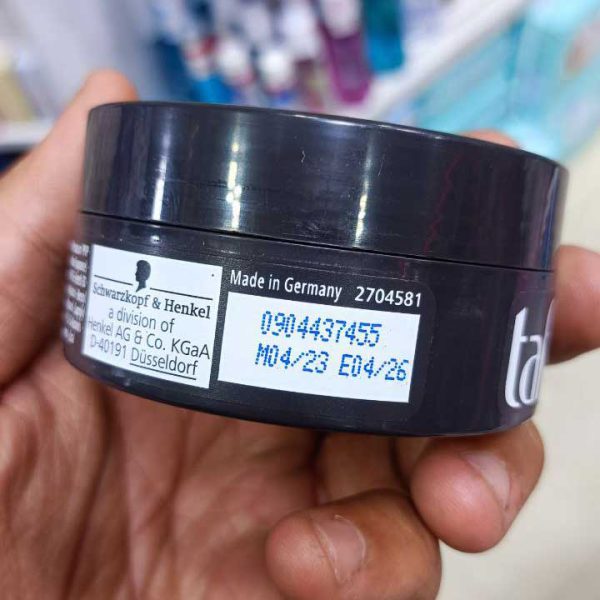 Schwarzkopf & Henkel
a division of
Henkel AG & Co. KGaA
D-40191 Düsseldorf
Made in Germany 2704581
0904437455
M04/23 E04/26